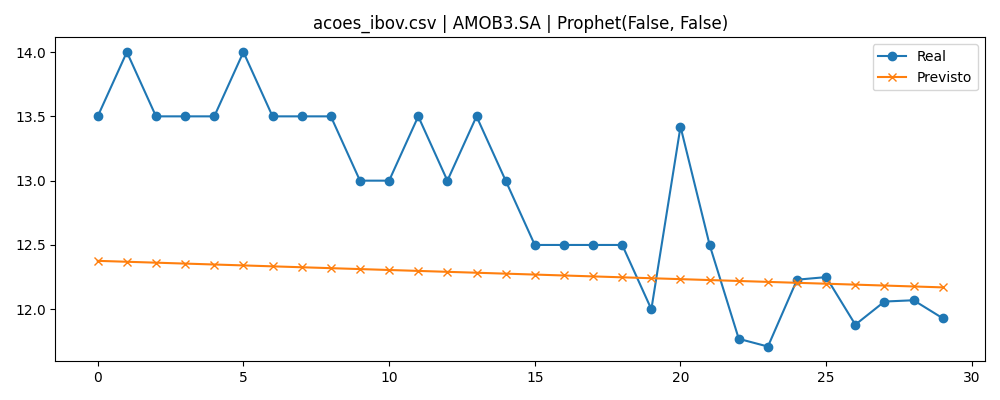 acoes_ibov.csv | AMOB3.SA | Prophet(False, False)
Real
Previsto
14.0
13.5
13.0
12.5
12.0
0 5 10 15 20 25 30